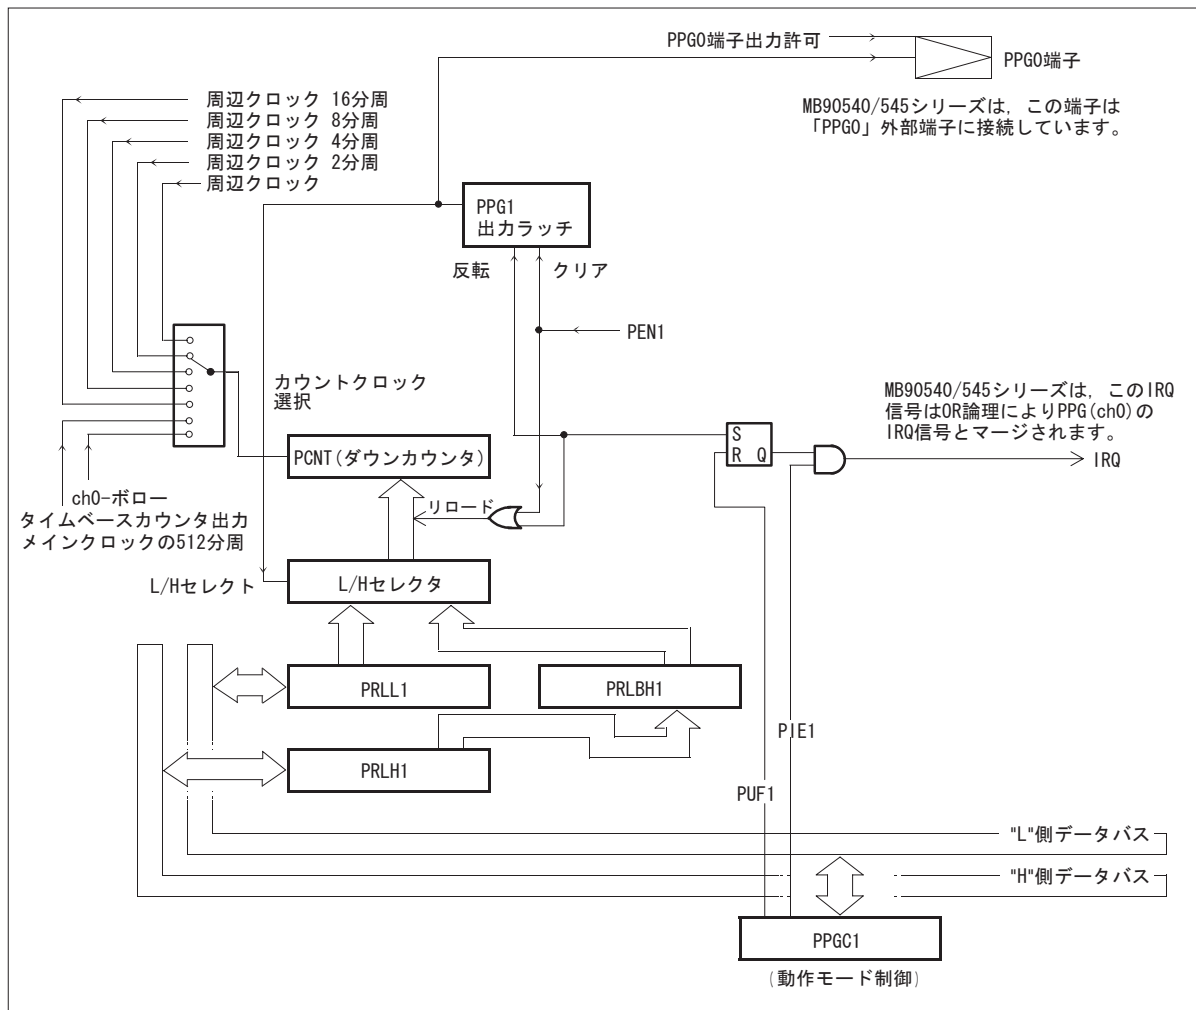 PPG0端子出力許可
PPG0端子
MB90540/545シリーズは, この端子は
「PPG0」外部端子に接続しています。
周辺クロック 16分周
周辺クロック 8分周
周辺クロック 4分周
周辺クロック 2分周
周辺クロック
PPG1
出力ラッチ
反転
クリア
PEN1
カウントクロック
選択
MB90540/545シリーズは, このIRQ
信号はOR論理によりPPG(ch0)の
IRQ信号とマージされます。
S
R Q
IRQ
PCNT(ダウンカウンタ)
リロード
ch0-ボロー
タイムベースカウンタ出力
メインクロックの512分周
L/Hセレクト
L/Hセレクタ
PRLL1
PRLBH1
PIE1
PRLH1
PUF1
"L"側データバス
"H"側データバス
PPGC1
(動作モード制御)